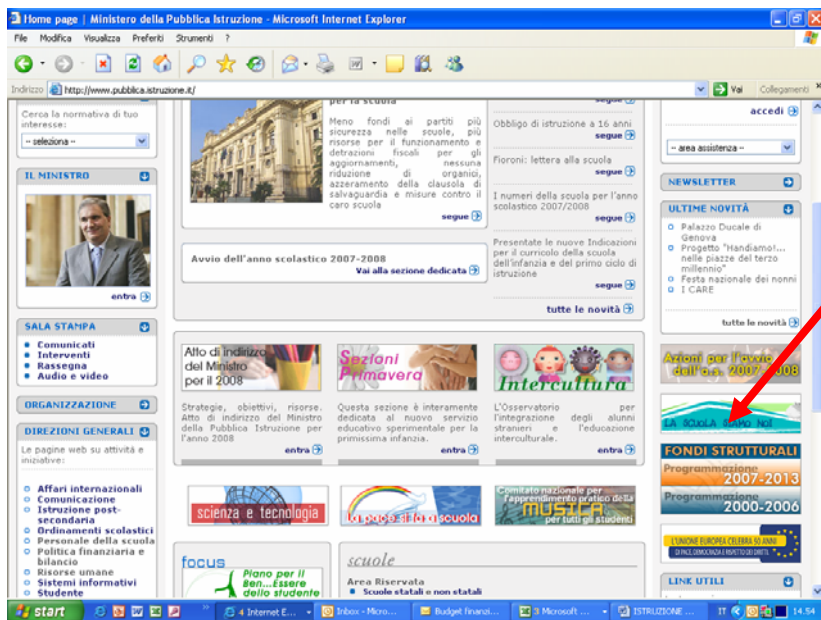 Home page | Ministero della Pubblica Istruzione - Microsoft Internet Explorer
File Modifica Visualizza Preferiti Strumenti ?
Indirizzo http://www.pubblica.istruzione.it/ Vai Collegamenti
Cerca la normativa di tuo
interesse:
-- seleziona --
IL MINISTRO
entra
SALA STAMPA
Comunicati
Interventi
Rassegna
Audio e video
ORGANIZZAZIONE
DIREZIONI GENERALI
Le pagine web su attività e
iniziative:
Affari internazionali
Comunicazione
Istruzione post-
secondaria
Ordinamenti scolastici
Personale della scuola
Politica finanziaria e
bilancio
Risorse umane
Sistemi informativi
Studente
per la scuola
Meno fondi ai partiti più
sicurezza nelle scuole, più
risorse per il funzionamento e
detrazioni fiscali per gli
aggiornamenti, nessuna
riduzione di organici,
azzeramento della clausola di
salvaguardia e misure contro il
caro scuola
segue
Avvio dell'anno scolastico 2007-2008
Vai alla sezione dedicata
segue
Obbligo di istruzione a 16 anni
segue
Fioroni: lettera alla scuola
segue
I numeri della scuola per l'anno
scolastico 2007/2008
segue
Presentate le nuove Indicazioni
per il curricolo della scuola
dell'infanzia e del primo ciclo di
istruzione
segue
tutte le novità
Atto di indirizzo
del Ministro
per il 2008
Strategie, obiettivi, risorse.
Atto di indirizzo del Ministro
della Pubblica Istruzione per
l'anno 2008
entra
Sezioni
Primavera
Questa sezione è interamente
dedicata al nuovo servizio
educativo sperimentale per la
primissima infanzia.
entra
Intercultura
L'Osservatorio per
l'integrazione degli alunni
stranieri e l'educazione
interculturale.
entra
scienza e tecnologia
la pace si fa a scuola
Comitato nazionale per
l'apprendimento pratico della
MUSICA
per tutti gli studenti
focus
Piano per il
Ben...Essere
dello studente
scuole
Area Riservata
Scuole statali e non statali
accedi
-- area assistenza --
NEWSLETTER
ULTIME NOVITÀ
Palazzo Ducale di
Genova
Progetto "Handiamo!...
nelle piazze del terzo
millennio"
Festa nazionale dei nonni
I CARE
tutte le novità
Azioni per l'avvio
dell'a.s. 2007-2008
LA SCUOLA SIAMO NOI
FONDI STRUTTURALI
Programmazione
2007-2013
Programmazione
2000-2006
L'UNIONE EUROPEA CELEBRA 50 ANNI
DI PACE, DEMOCRAZIA E RISPETTO DEI DIRITTI
LINK UTILI
start
4 Internet E...
Inbox - Micro...
Budget finanzi...
3 Microsoft ...
ISTRUZIONE ...
IT
14.54